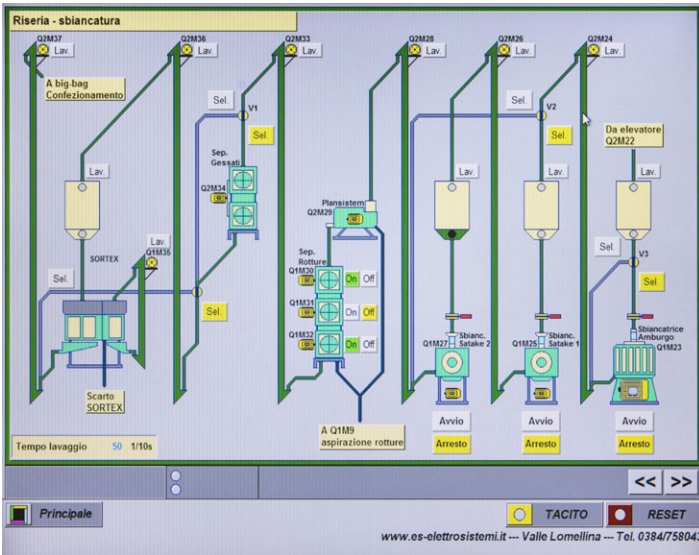 Riseria - sbiancatura
Q2M37
Lav.
Q2M36
Lav.
Q2M33
Lav.
Q2M28
Lav.
Q2M26
Lav.
Q2M24
Lav.
A big-bag
Confezionamento
Sel.
V1
Sel.
Sel.
V2
Sel.
Da elevatore
Q2M22
Sep.
Gessati
Q2M34
Lav.
Lav.
Lav.
Lav.
Plansistem
Q2M29
SORTEX
Lav.
Q1M35
Sel.
Sel.
Sep.
Rotture
Q1M30
On Off
Q1M31
On Off
Q1M32
On Off
Sel.
V3
Sel.
Sbianc.
Satake 2
Q1M27
Sbianc.
Satake 1
Q1M25
Sbiancatrice
Amburgo
Q1M23
Scarto
SORTEX
A Q1M9
aspirazione rotture
Avvio
Avvio
Avvio
Arresto
Arresto
Arresto
Tempo lavaggio 50 1/10s
<< >>
Principale
TACITO
RESET
www.es-elettrosistemi.it --- Valle Lomellina --- Tel. 0384/75804